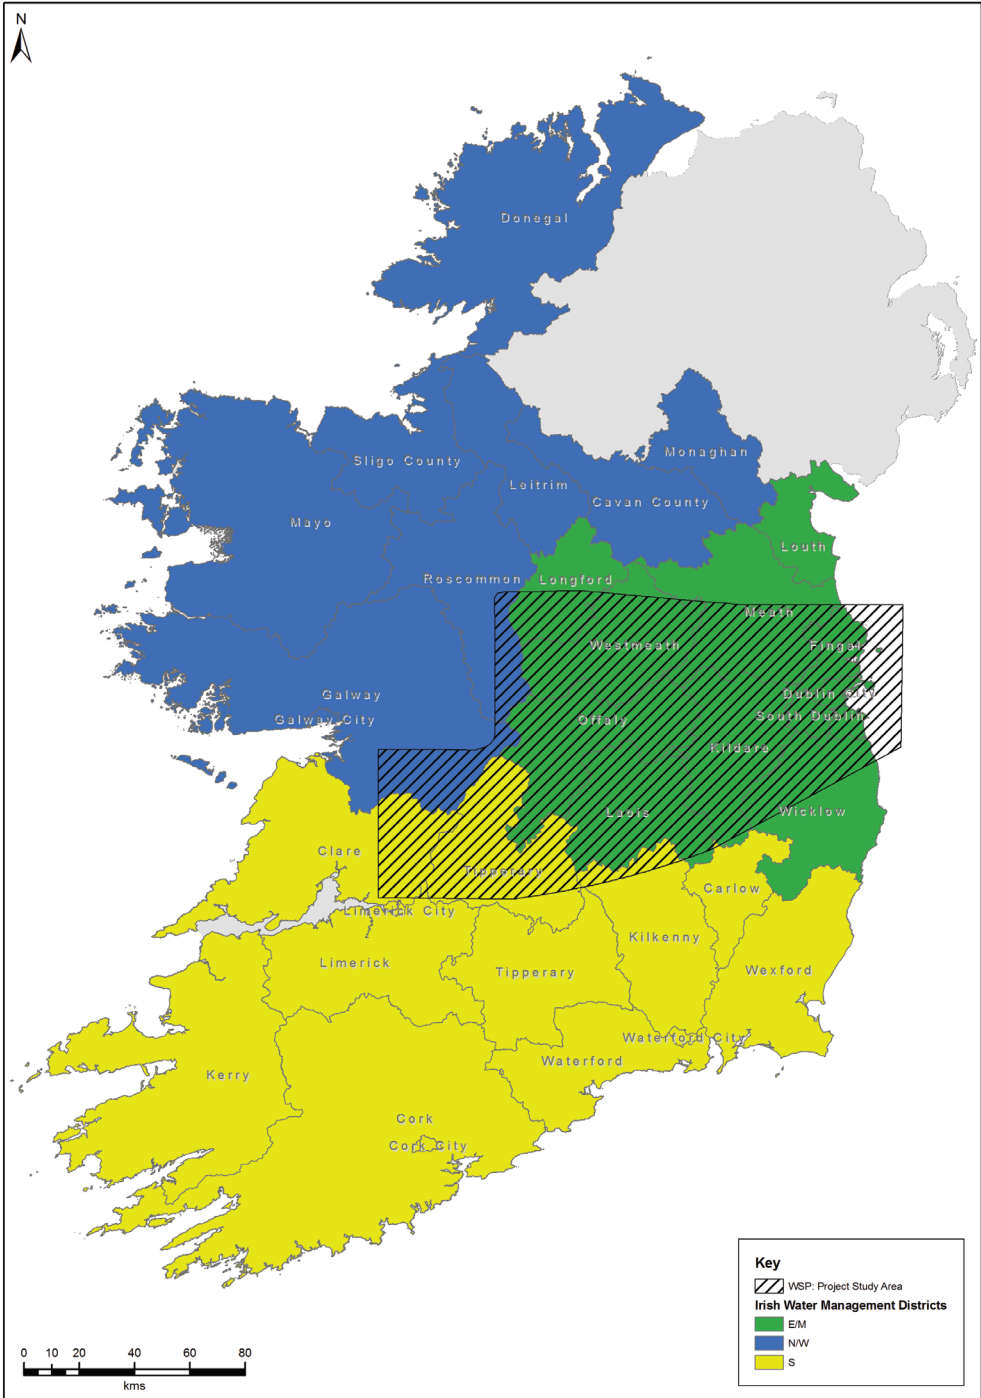 N
Donegal
Monaghan
Sligo County
Leitrim
Cavan County
Mayo
Louth
Roscommon
Longford
Meath
Westmeath
Fingal
Galway
Dublin City
Galway City
Offaly
South Dublin
Kildare
Laois
Wicklow
Clare
Tipperary
Carlow
Limerick City
Kilkenny
Limerick
Tipperary
Wexford
Waterford City
Waterford
Kerry
Cork
Cork City
Key
WSP: Project Study Area
Irish Water Management Districts
E/M
N/W
S
0 10 20 40 60 80
kms